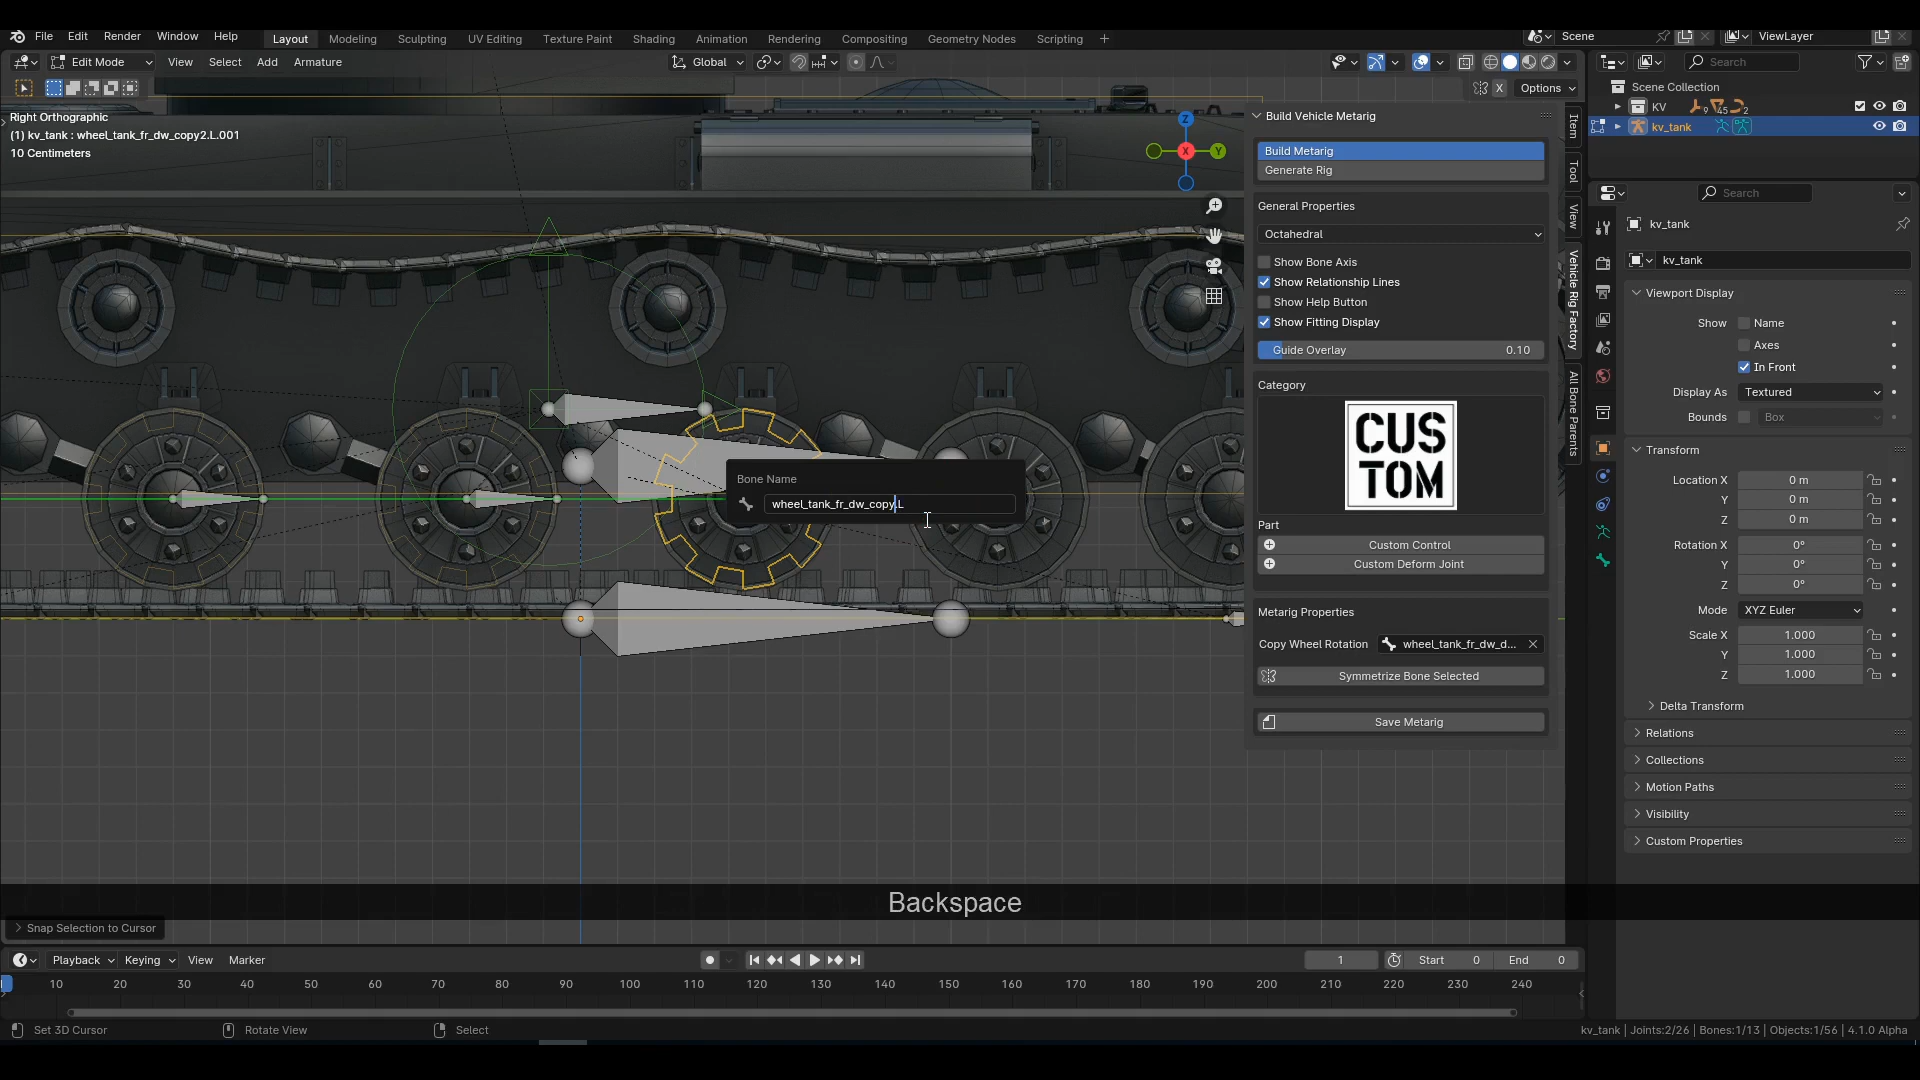 File Edit Render Window Help
Layout Modeling Sculpting UV Editing Texture Paint Shading Animation Rendering Compositing Geometry Nodes Scripting +
Scene ViewLayer
Edit Mode View Select Add Armature
Global
Search
X Options
Right Orthographic
(1) kv_tank : wheel_tank_fr_dw_copy2.L.001
10 Centimeters
Scene Collection
KV 9 45 2
kv_tank
Z
X Y
Build Vehicle Metarig
Build Metarig
Generate Rig
General Properties
Octahedral
Show Bone Axis
Show Relationship Lines
Show Help Button
Show Fitting Display
Guide Overlay 0.10
Category
CUS
TOM
Part
Custom Control
Custom Deform Joint
Metarig Properties
Copy Wheel Rotation wheel_tank_fr_dw_d...
Symmetrize Bone Selected
Save Metarig
Item
Tool
View
Vehicle Rig Factory
All Bone Parents
Bone Name
wheel_tank_fr_dw_copy.L
Search
kv_tank
kv_tank
Viewport Display
Show Name
Axes
In Front
Display As Textured
Bounds Box
Transform
Location X 0 m
Y 0 m
Z 0 m
Rotation X 0°
Y 0°
Z 0°
Mode XYZ Euler
Scale X 1.000
Y 1.000
Z 1.000
Delta Transform
Relations
Collections
Motion Paths
Visibility
Custom Properties
Backspace
Snap Selection to Cursor
Playback Keying View Marker
1 Start 0 End 0
10 20 30 40 50 60 70 80 90 100 110 120 130 140 150 160 170 180 190 200 210 220 230 240
Set 3D Cursor Rotate View Select
kv_tank | Joints:2/26 | Bones:1/13 | Objects:1/56 | 4.1.0 Alpha